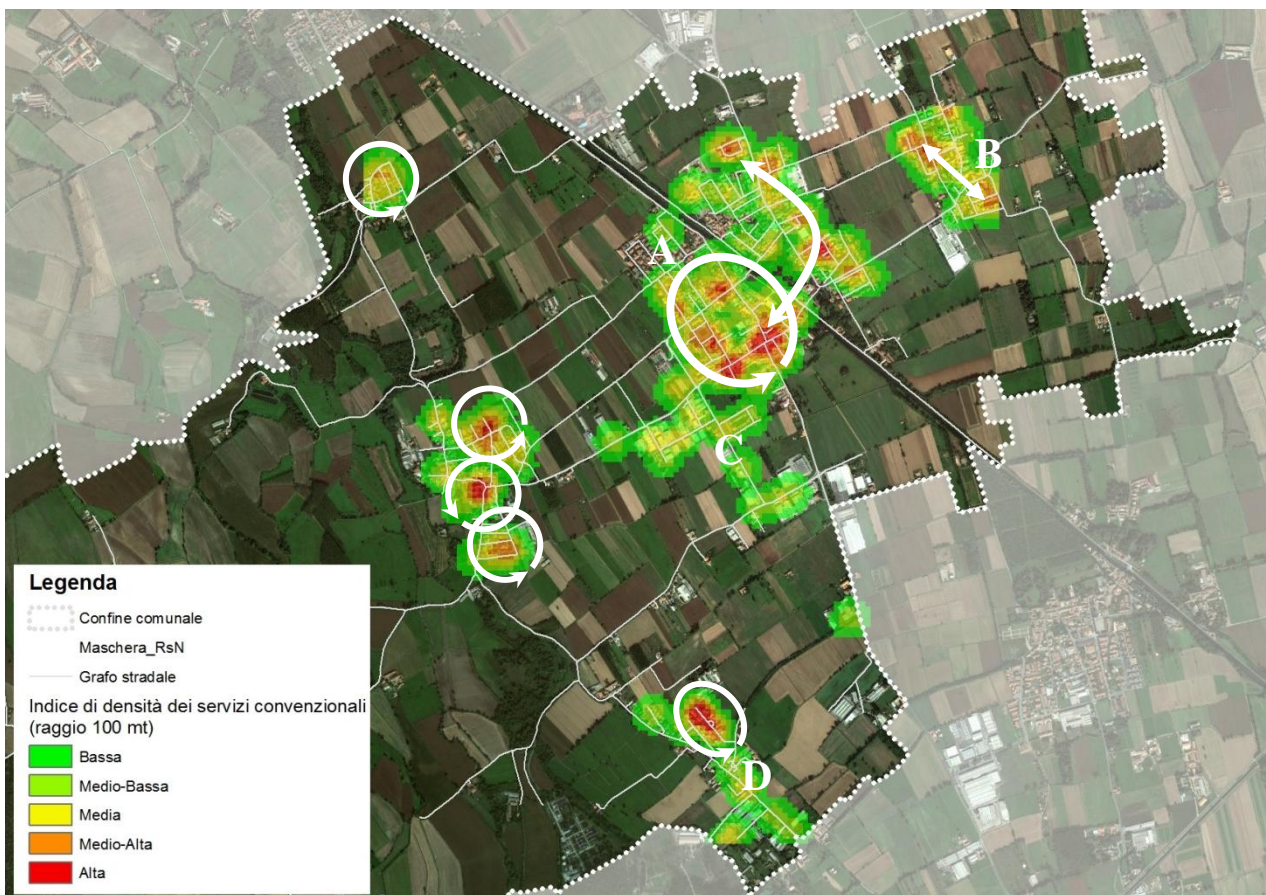 B
A
C
D
Legenda
Confine comunale
Maschera_RsN
Grafo stradale
Indice di densità dei servizi convenzionali
(raggio 100 mt)
Bassa
Medio-Bassa
Media
Medio-Alta
Alta